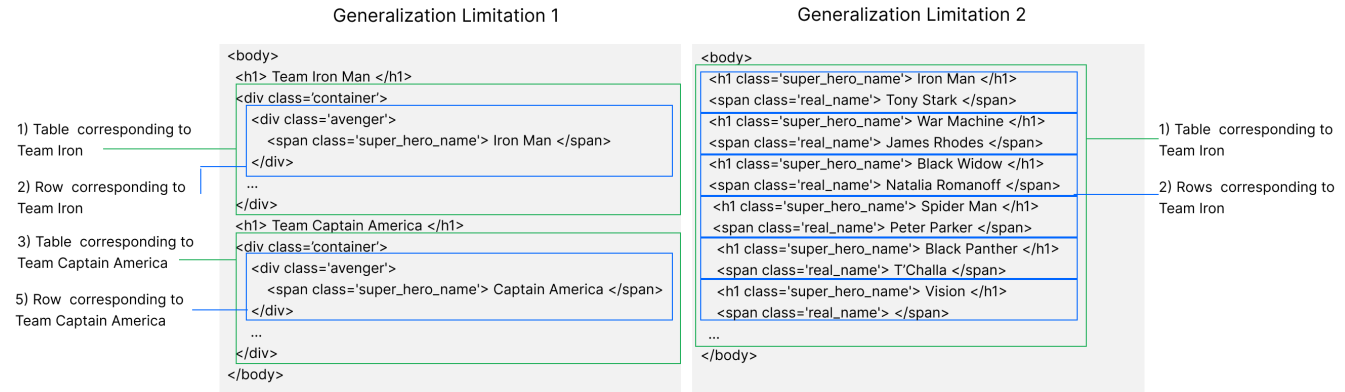 Generalization Limitation 1
<body>
<h1> Team Iron Man </h1>
<div class='container’>
<div class='avenger'>
<span class='super_hero_name'> Iron Man </span>
</div>
...
</div>
<h1> Team Captain America </h1>
<div class='container’>
<div class='avenger'>
<span class='super_hero_name'> Captain America </span>
</div>
...
</div>
</body>
1) Table corresponding to
Team Iron
2) Row corresponding to
Team Iron
3) Table corresponding to
Team Captain America
5) Row corresponding to
Team Captain America
Generalization Limitation 2
<body>
<h1 class='super_hero_name'> Iron Man </h1>
<span class='real_name'> Tony Stark </span>
<h1 class='super_hero_name'> War Machine </h1>
<span class='real_name'> James Rhodes </span>
<h1 class='super_hero_name'> Black Widow </h1>
<span class='real_name'> Natalia Romanoff </span>
<h1 class='super_hero_name'> Spider Man </h1>
<span class='real_name'> Peter Parker </span>
<h1 class='super_hero_name'> Black Panther </h1>
<span class='real_name'> T’Challa </span>
<h1 class='super_hero_name'> Vision </h1>
<span class='real_name'> </span>
...
</body>
1) Table corresponding to
Team Iron
2) Rows corresponding to
Team Iron